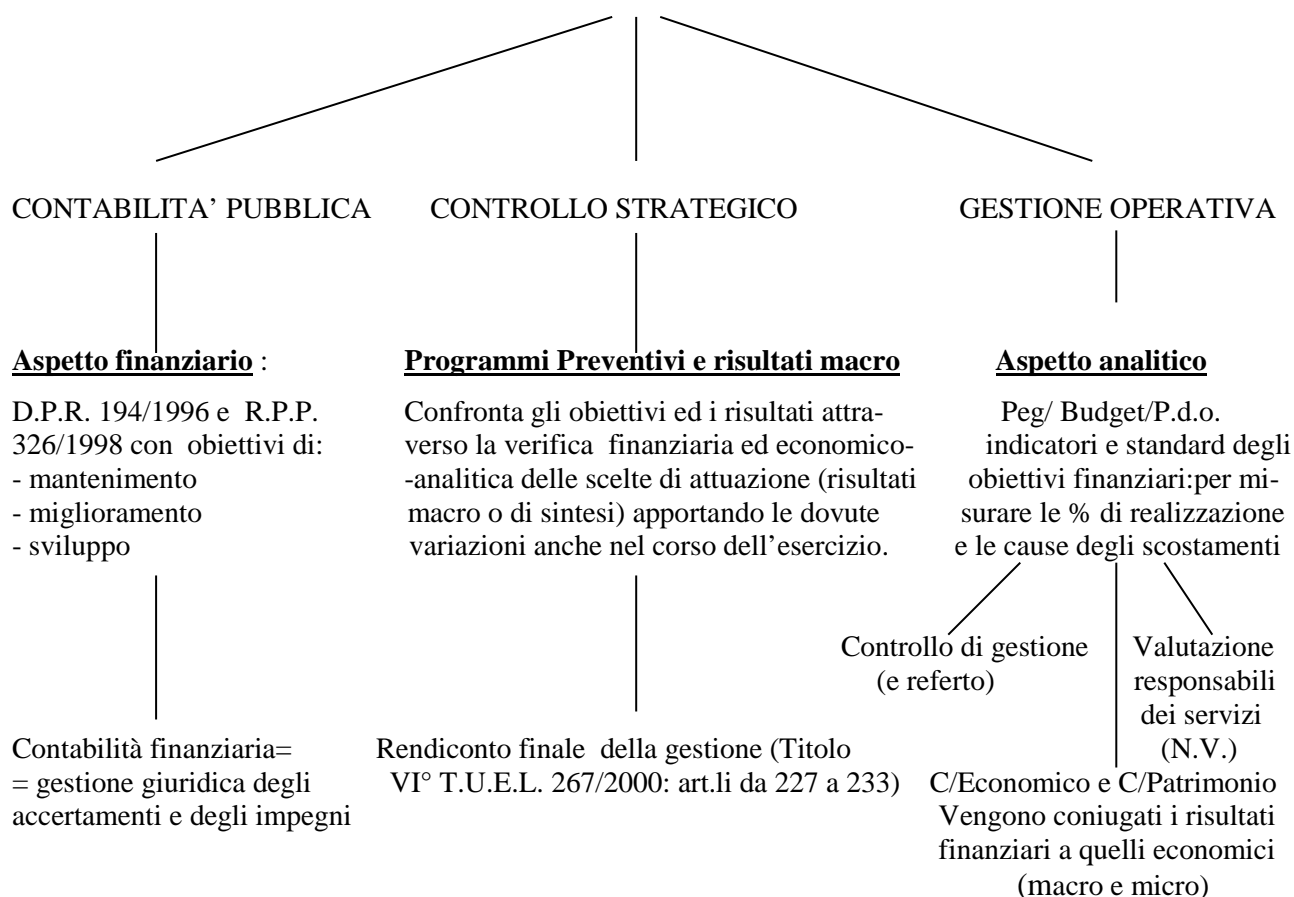 CONTABILITA’ PUBBLICA
CONTROLLO STRATEGICO
GESTIONE OPERATIVA
Aspetto finanziario :
D.P.R. 194/1996 e R.P.P.
326/1998 con obiettivi di:
- mantenimento
- miglioramento
- sviluppo
Contabilità finanziaria=
= gestione giuridica degli
accertamenti e degli impegni
Programmi Preventivi e risultati macro
Confronta gli obiettivi ed i risultati attra-
verso la verifica finanziaria ed economico-
-analitica delle scelte di attuazione (risultati
macro o di sintesi) apportando le dovute
variazioni anche nel corso dell’esercizio.
Rendiconto finale della gestione (Titolo
VI° T.U.E.L. 267/2000: art.li da 227 a 233)
Aspetto analitico
Peg/ Budget/P.d.o.
indicatori e standard degli
obiettivi finanziari:per mi-
surare le % di realizzazione
e le cause degli scostamenti
Controllo di gestione
(e referto)
Valutazione
responsabili
dei servizi
(N.V.)
C/Economico e C/Patrimonio
Vengono coniugati i risultati
finanziari a quelli economici
(macro e micro)